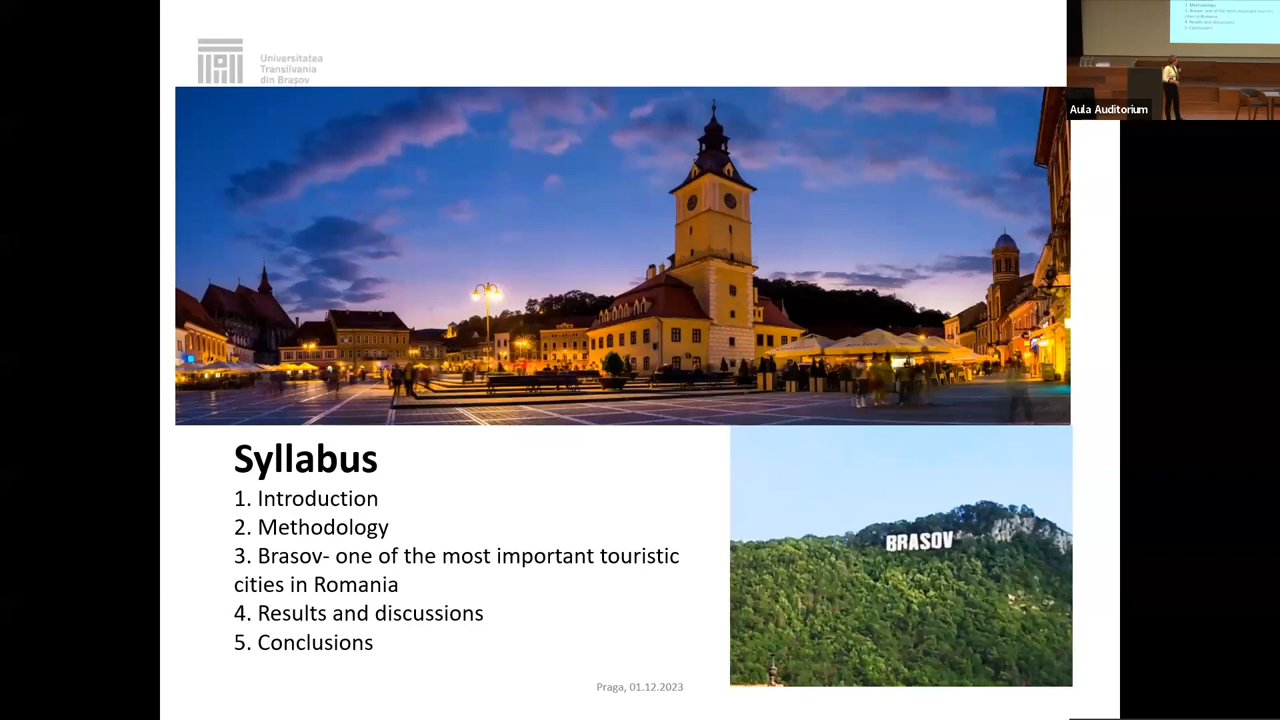 Universitatea
Transilvania
din Brașov
Methodology
Aula Auditorium
BRASOV
Syllabus
1. Introduction
2. Methodology
3. Brasov- one of the most important touristic
cities in Romania
4. Results and discussions
5. Conclusions
Praga, 01.12.2023